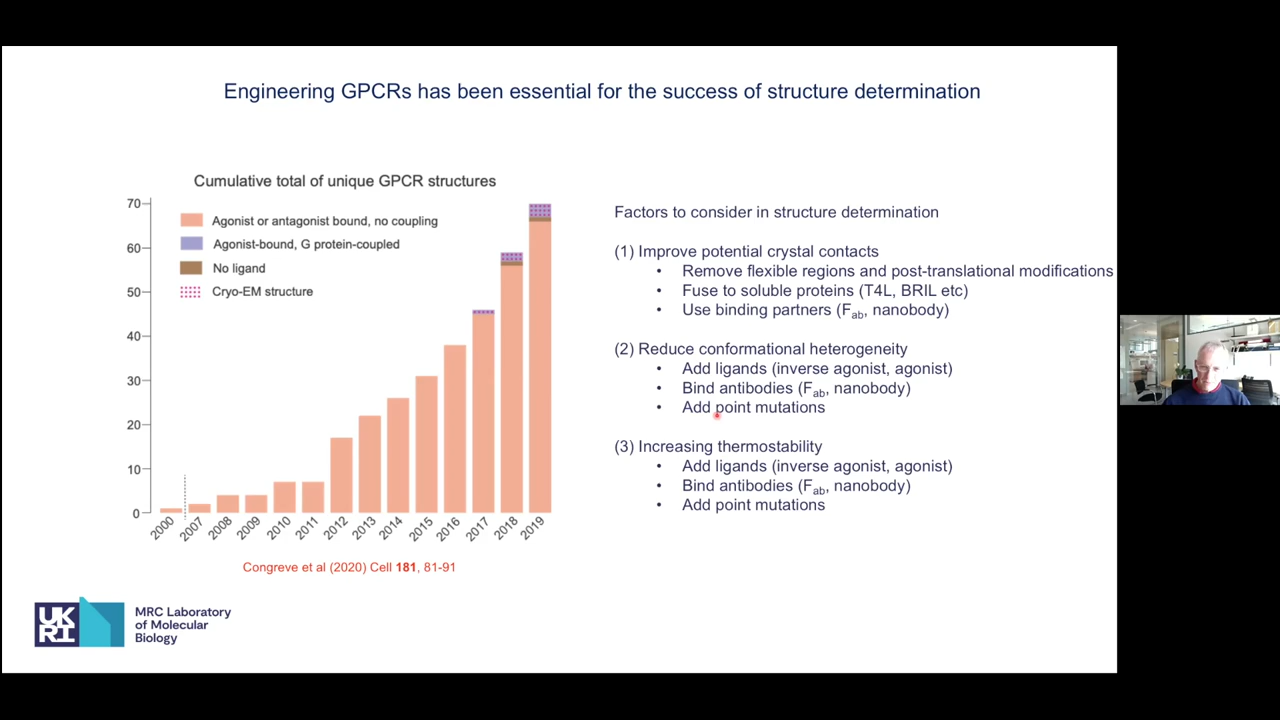 Engineering GPCRs has been essential for the success of structure determination
Cumulative total of unique GPCR structures
70
60
50
40
30
20
10
0
Agonist or antagonist bound, no coupling
Agonist-bound, G protein-coupled
No ligand
Cryo-EM structure
2000
2007
2008
2009
2010
2011
2012
2013
2014
2015
2016
2017
2018
2019
Congreve et al (2020) Cell 181, 81-91
Factors to consider in structure determination
(1) Improve potential crystal contacts
• Remove flexible regions and post-translational modifications
• Fuse to soluble proteins (T4L, BRIL etc)
• Use binding partners (Fab, nanobody)
(2) Reduce conformational heterogeneity
• Add ligands (inverse agonist, agonist)
• Bind antibodies (Fab, nanobody)
• Add point mutations
(3) Increasing thermostability
• Add ligands (inverse agonist, agonist)
• Bind antibodies (Fab, nanobody)
• Add point mutations
UK
RI
MRC Laboratory
of Molecular
Biology